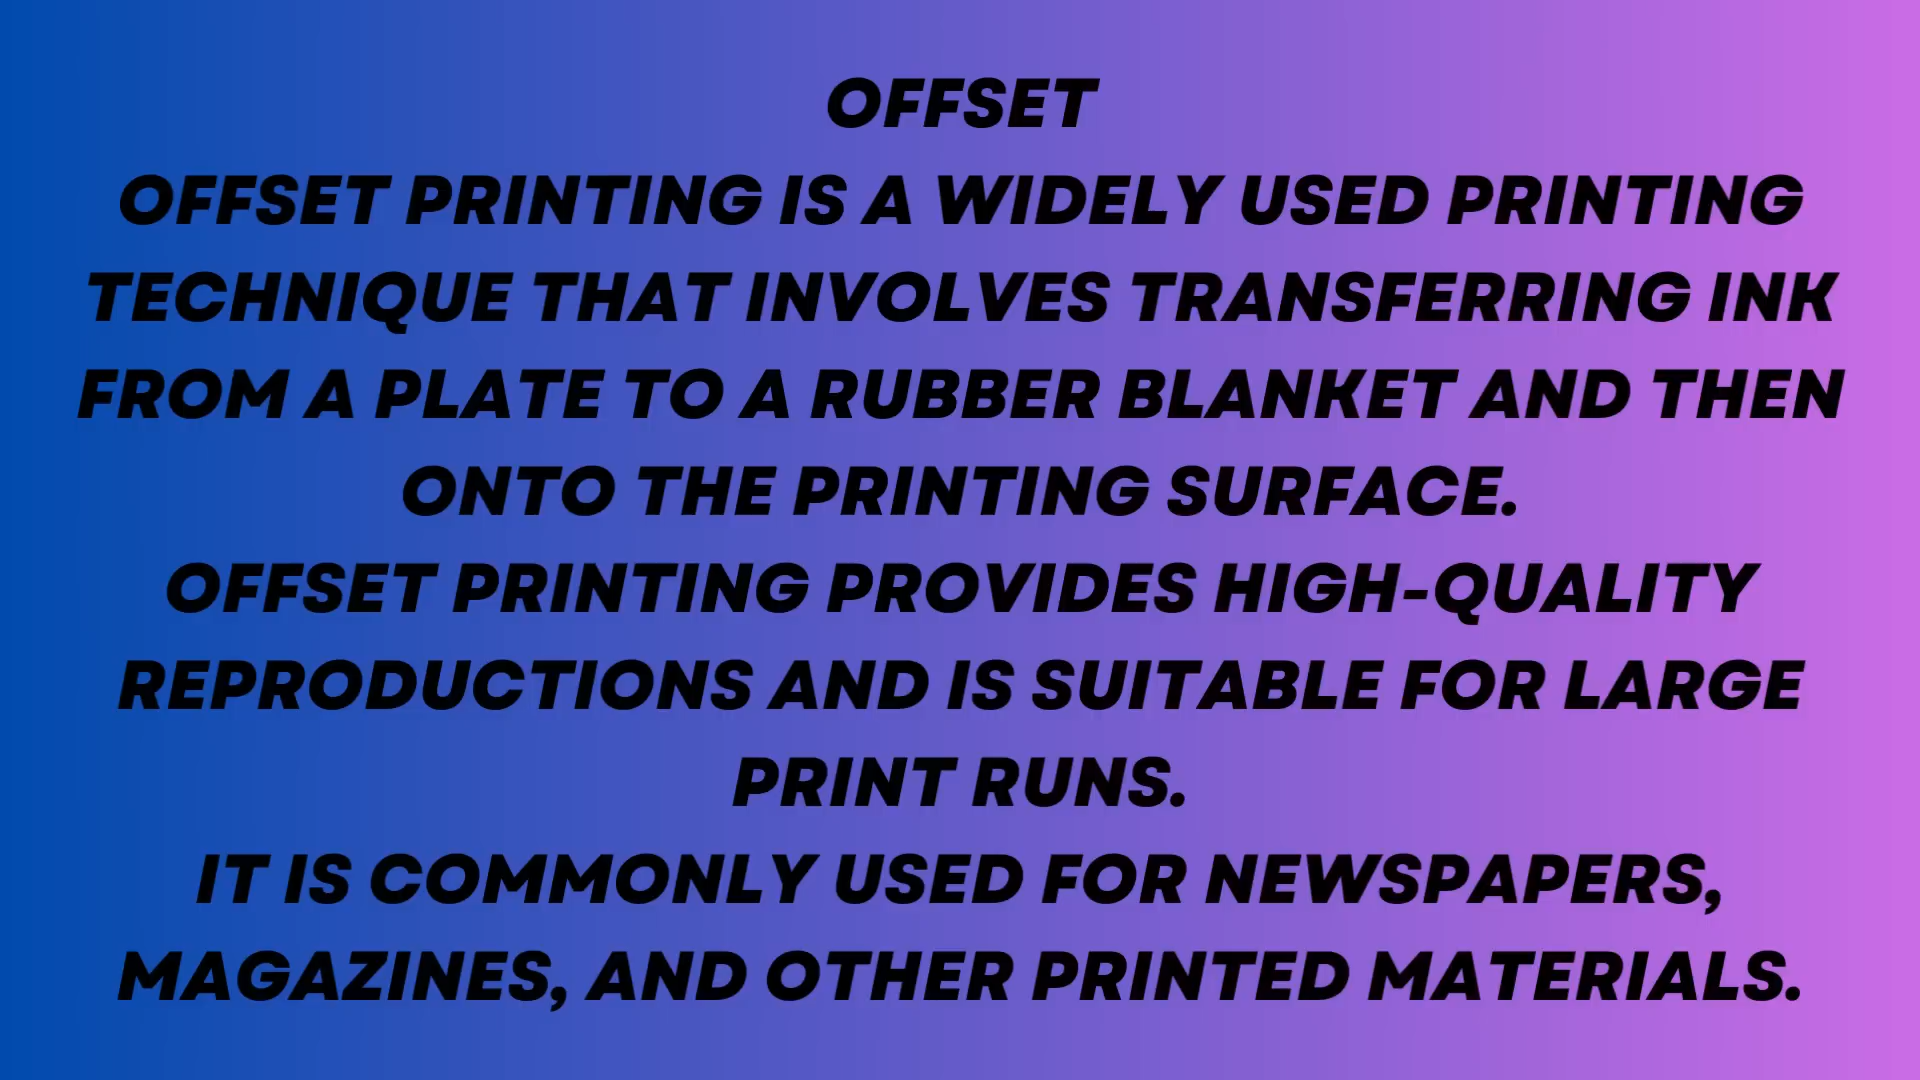 OFFSET
OFFSET PRINTING IS A WIDELY USED PRINTING
TECHNIQUE THAT INVOLVES TRANSFERRING INK
FROM A PLATE TO A RUBBER BLANKET AND THEN
ONTO THE PRINTING SURFACE.
OFFSET PRINTING PROVIDES HIGH-QUALITY
REPRODUCTIONS AND IS SUITABLE FOR LARGE
PRINT RUNS.
IT IS COMMONLY USED FOR NEWSPAPERS,
MAGAZINES, AND OTHER PRINTED MATERIALS.